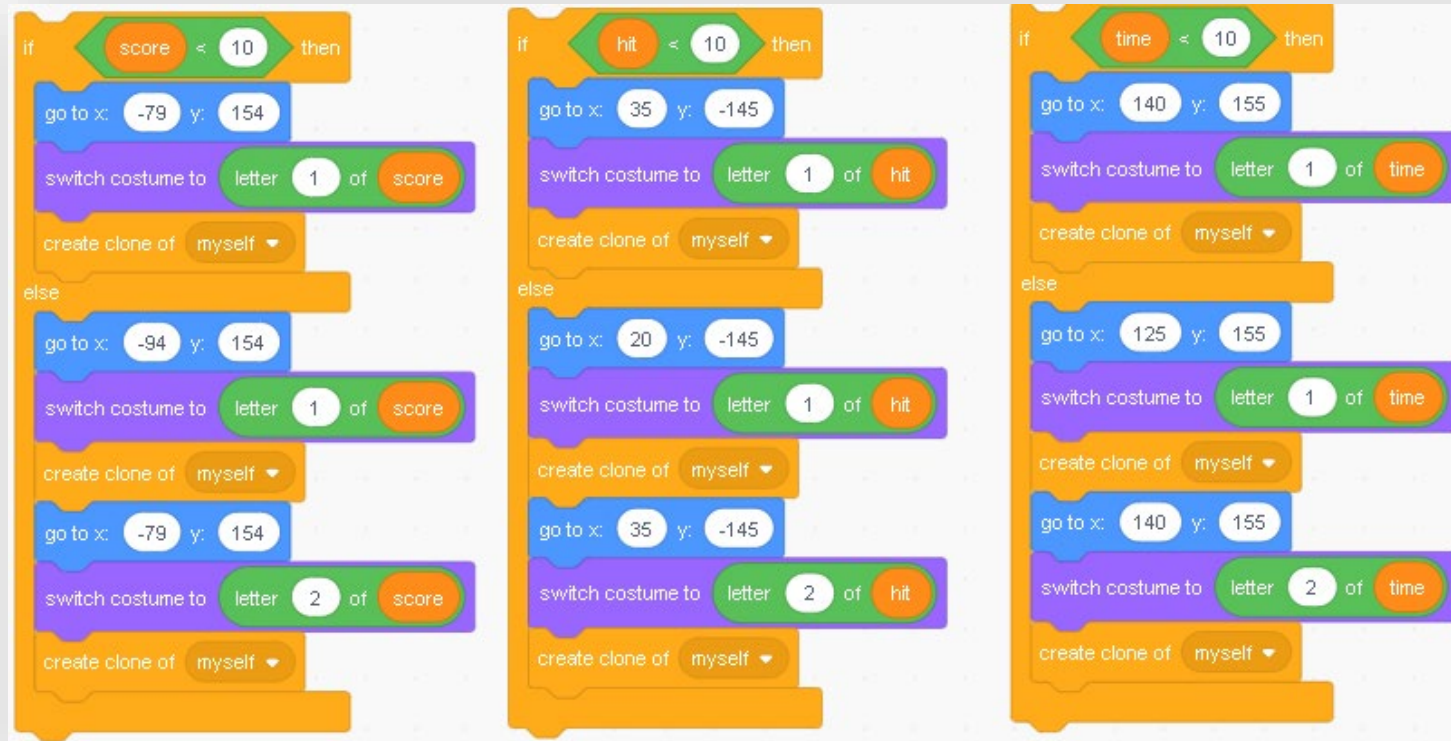 if score < 10 then
go to x: -79 y: 154
switch costume to letter 1 of score
create clone of myself
else
go to x: -94 y: 154
switch costume to letter 1 of score
create clone of myself
go to x: -79 y: 154
switch costume to letter 2 of score
create clone of myself
if hit < 10 then
go to x: 35 y: -145
switch costume to letter 1 of hit
create clone of myself
else
go to x: 20 y: -145
switch costume to letter 1 of hit
create clone of myself
go to x: 35 y: -145
switch costume to letter 2 of hit
create clone of myself
if time < 10 then
go to x: 140 y: 155
switch costume to letter 1 of time
create clone of myself
else
go to x: 125 y: 155
switch costume to letter 1 of time
create clone of myself
go to x: 140 y: 155
switch costume to letter 2 of time
create clone of myself